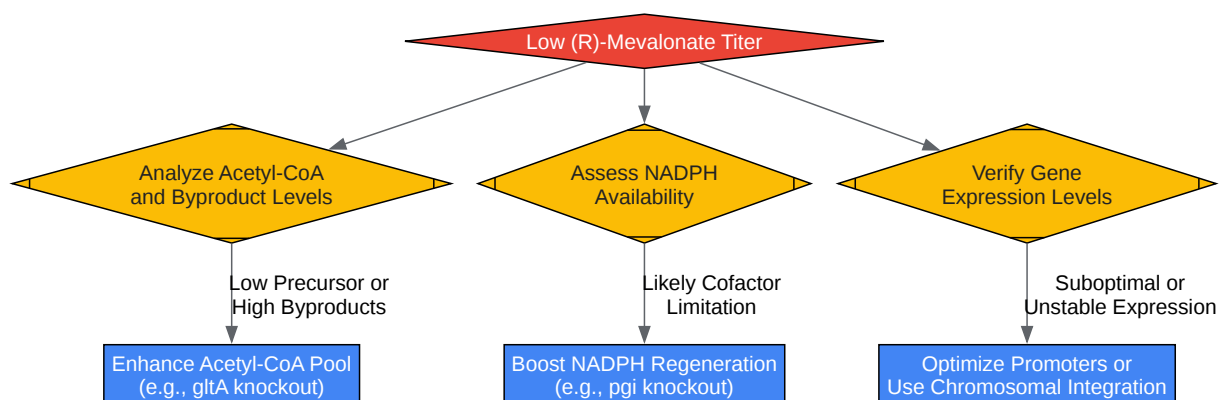 Low (R)-Mevalonate Titer
Analyze Acetyl-CoA
and Byproduct Levels
Assess NADPH
Availability
Verify Gene
Expression Levels
Low Precursor or
High Byproducts
Likely Cofactor
Limitation
Suboptimal or
Unstable Expression
Enhance Acetyl-CoA Pool
(e.g., gltA knockout)
Boost NADPH Regeneration
(e.g., pgi knockout)
Optimize Promoters or
Use Chromosomal Integration